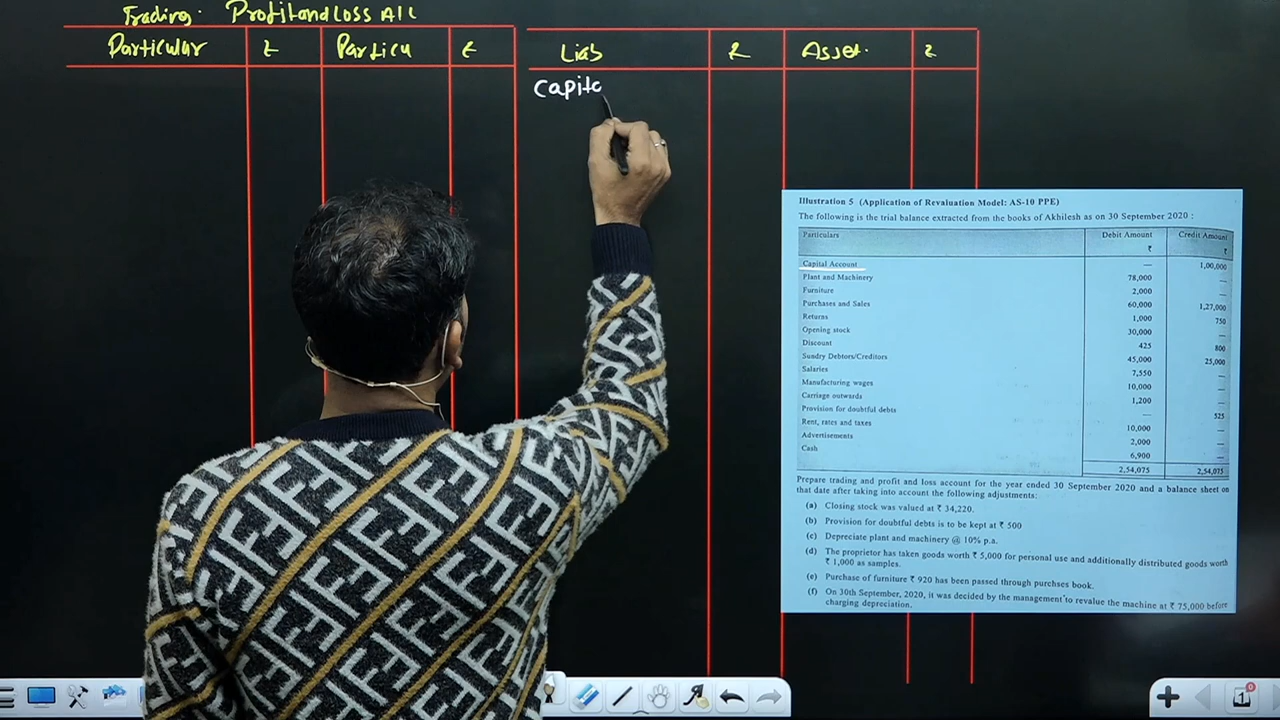 Trading. Profit and Loss A/c
Particular ₹ Particu ₹
Liab ₹ Asset. ₹
Capita
Illustration 5 (Application of Revaluation Model: AS-10 PPE)
The following is the trial balance extracted from the books of Akhilesh as on 30 September 2020 :
Particulars Debit Amount ₹ Credit Amount ₹
Capital Account — 1,00,000
Plant and Machinery 78,000 —
Furniture 2,000 —
Purchases and Sales 60,000 1,27,000
Returns 1,000 750
Opening stock 30,000 —
Discount 425 800
Sundry Debtors/Creditors 45,000 25,000
Salaries 7,550 —
Manufacturing wages 10,000 —
Carriage outwards 1,200 —
Provision for doubtful debts — 525
Rent, rates and taxes 10,000 —
Advertisements 2,000 —
Cash 6,900 —
2,54,075 2,54,075
Prepare trading and profit and loss account for the year ended 30 September 2020 and a balance sheet on
that date after taking into account the following adjustments:
(a) Closing stock was valued at ₹ 34,220.
(b) Provision for doubtful debts is to be kept at ₹ 500
(c) Depreciate plant and machinery @ 10% p.a.
(d) The proprietor has taken goods worth ₹ 5,000 for personal use and additionally distributed goods worth
₹ 1,000 as samples.
(e) Purchase of furniture ₹ 920 has been passed through purchses book.
(f) On 30th September, 2020, it was decided by the management to revalue the machine at ₹ 75,000 before
charging depreciation.
1